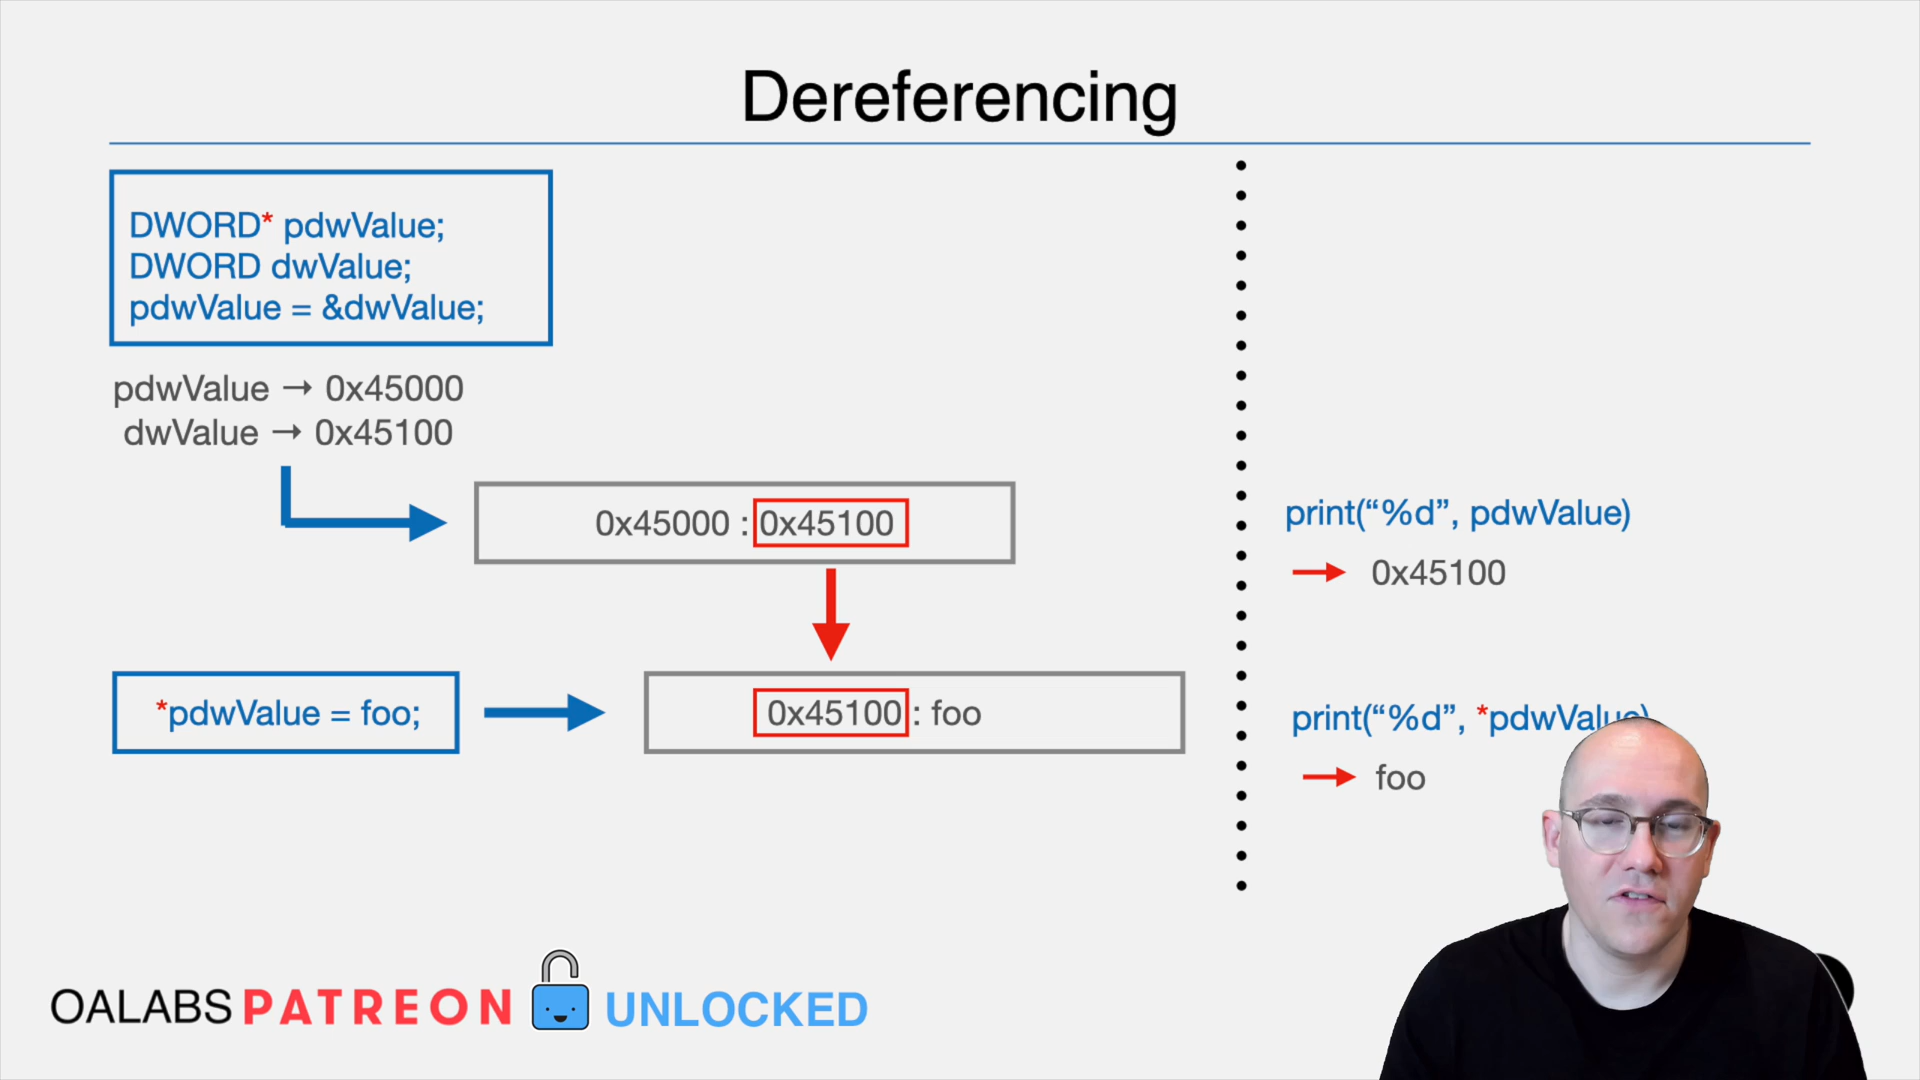 Dereferencing
DWORD* pdwValue;
DWORD dwValue;
pdwValue = &dwValue;
pdwValue → 0x45000
dwValue → 0x45100
0x45000 : 0x45100
*pdwValue = foo;
0x45100 : foo
print(“%d”, pdwValue)
→ 0x45100
print(“%d”, *pdwValue)
→ foo
OALABS PATREON UNLOCKED